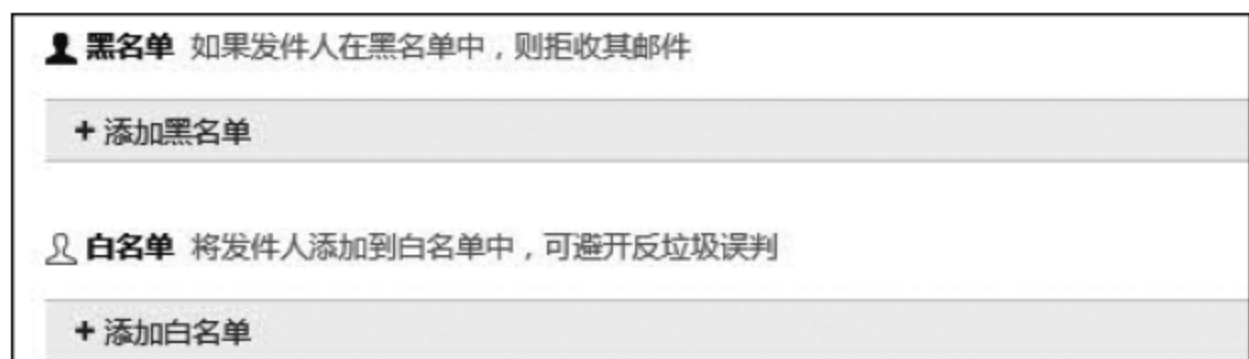 黑名单 如果发件人在黑名单中，则拒收其邮件
+ 添加黑名单
白名单 将发件人添加到白名单中，可避开反垃圾误判
+ 添加白名单